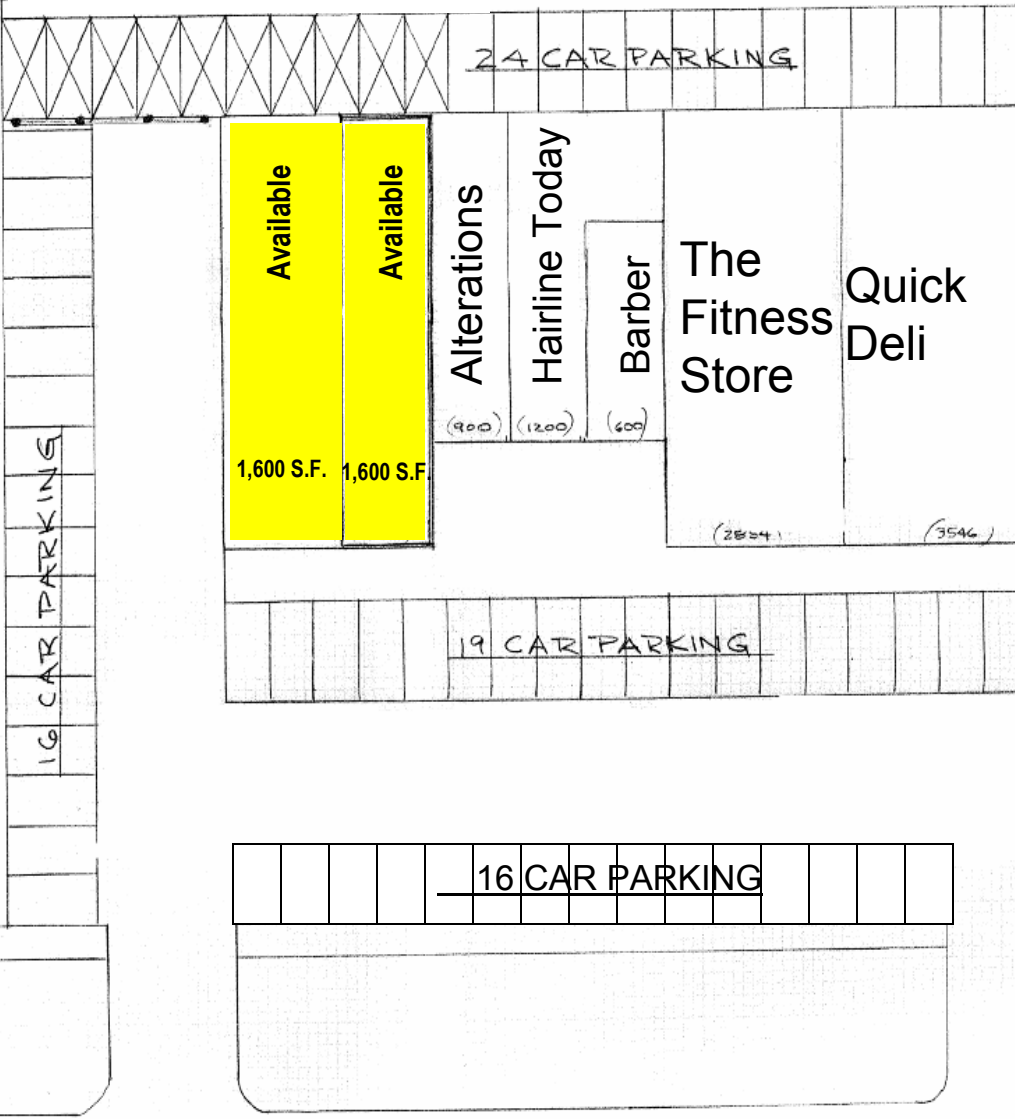 24 CAR PARKING
Available
Available
Alterations
Hairline Today
Barber
The
Fitness
Store
Quick
Deli
(900)
(1200)
(600)
1,600 S.F.
1,600 S.F.
(3546)
16 CAR PARKING
19 CAR PARKING
16 CAR PARKING